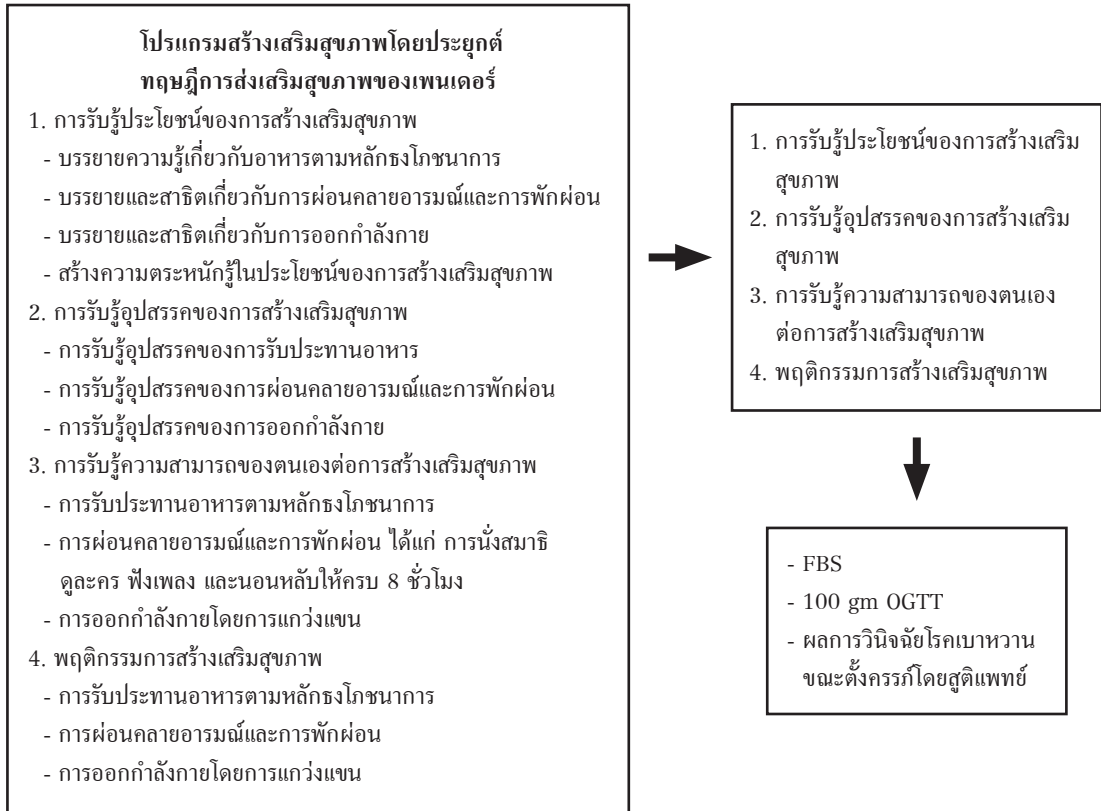 โปรแกรมสร้างเสริมสุขภาพโดยประยุกต์
ทฤษฎีการส่งเสริมสุขภาพของเพนเดอร์
1. การรับรู้ประโยชน์ของการสร้างเสริมสุขภาพ
- บรรยายความรู้เกี่ยวกับอาหารตามหลักธงโภชนาการ
- บรรยายและสาธิตเกี่ยวกับการผ่อนคลายอารมณ์และการพักผ่อน
- บรรยายและสาธิตเกี่ยวกับการออกกำลังกาย
- สร้างความตระหนักรู้ในประโยชน์ของการสร้างเสริมสุขภาพ
2. การรับรู้อุปสรรคของการสร้างเสริมสุขภาพ
- การรับรู้อุปสรรคของการรับประทานอาหาร
- การรับรู้อุปสรรคของการผ่อนคลายอารมณ์และการพักผ่อน
- การรับรู้อุปสรรคของการออกกำลังกาย
3. การรับรู้ความสามารถของตนเองต่อการสร้างเสริมสุขภาพ
- การรับประทานอาหารตามหลักธงโภชนาการ
- การผ่อนคลายอารมณ์และการพักผ่อน ได้แก่ การนั่งสมาธิ
ดูละคร ฟังเพลง และนอนหลับให้ครบ 8 ชั่วโมง
- การออกกำลังกายโดยการแกว่งแขน
4. พฤติกรรมการสร้างเสริมสุขภาพ
- การรับประทานอาหารตามหลักธงโภชนาการ
- การผ่อนคลายอารมณ์และการพักผ่อน
- การออกกำลังกายโดยการแกว่งแขน
1. การรับรู้ประโยชน์ของการสร้างเสริม
สุขภาพ
2. การรับรู้อุปสรรคของการสร้างเสริม
สุขภาพ
3. การรับรู้ความสามารถของตนเอง
ต่อการสร้างเสริมสุขภาพ
4. พฤติกรรมการสร้างเสริมสุขภาพ
- FBS
- 100 gm OGTT
- ผลการวินิจฉัยโรคเบาหวาน
ขณะตั้งครรภ์โดยสูติแพทย์